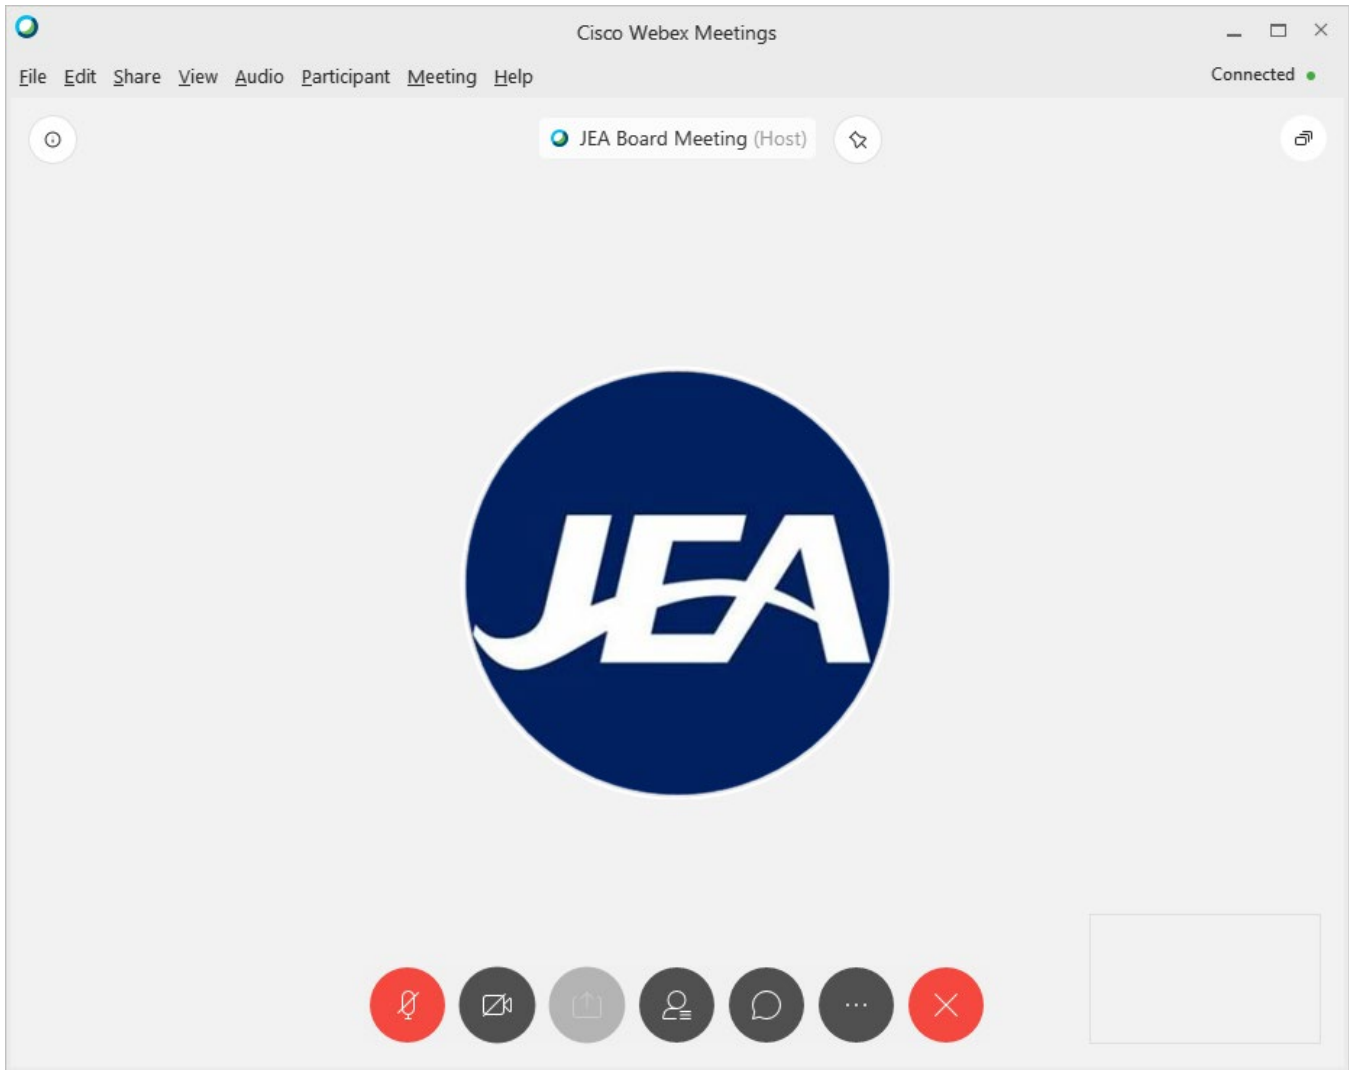 Cisco Webex Meetings
File Edit Share View Audio Participant Meeting Help
Connected
JEA Board Meeting (Host)
JEA